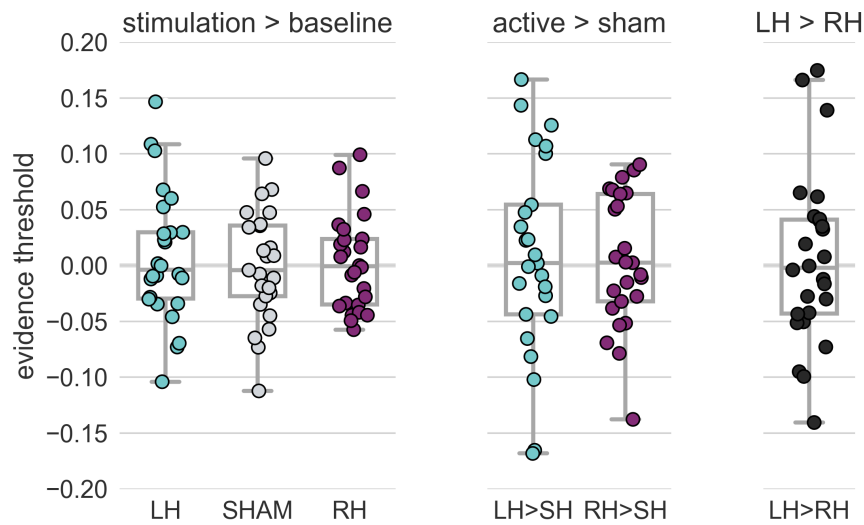 stimulation > baseline
active > sham
LH > RH
evidence threshold
0.20
0.15
0.10
0.05
0.00
−0.05
−0.10
−0.15
−0.20
LH SHAM RH
LH>SH RH>SH
LH>RH